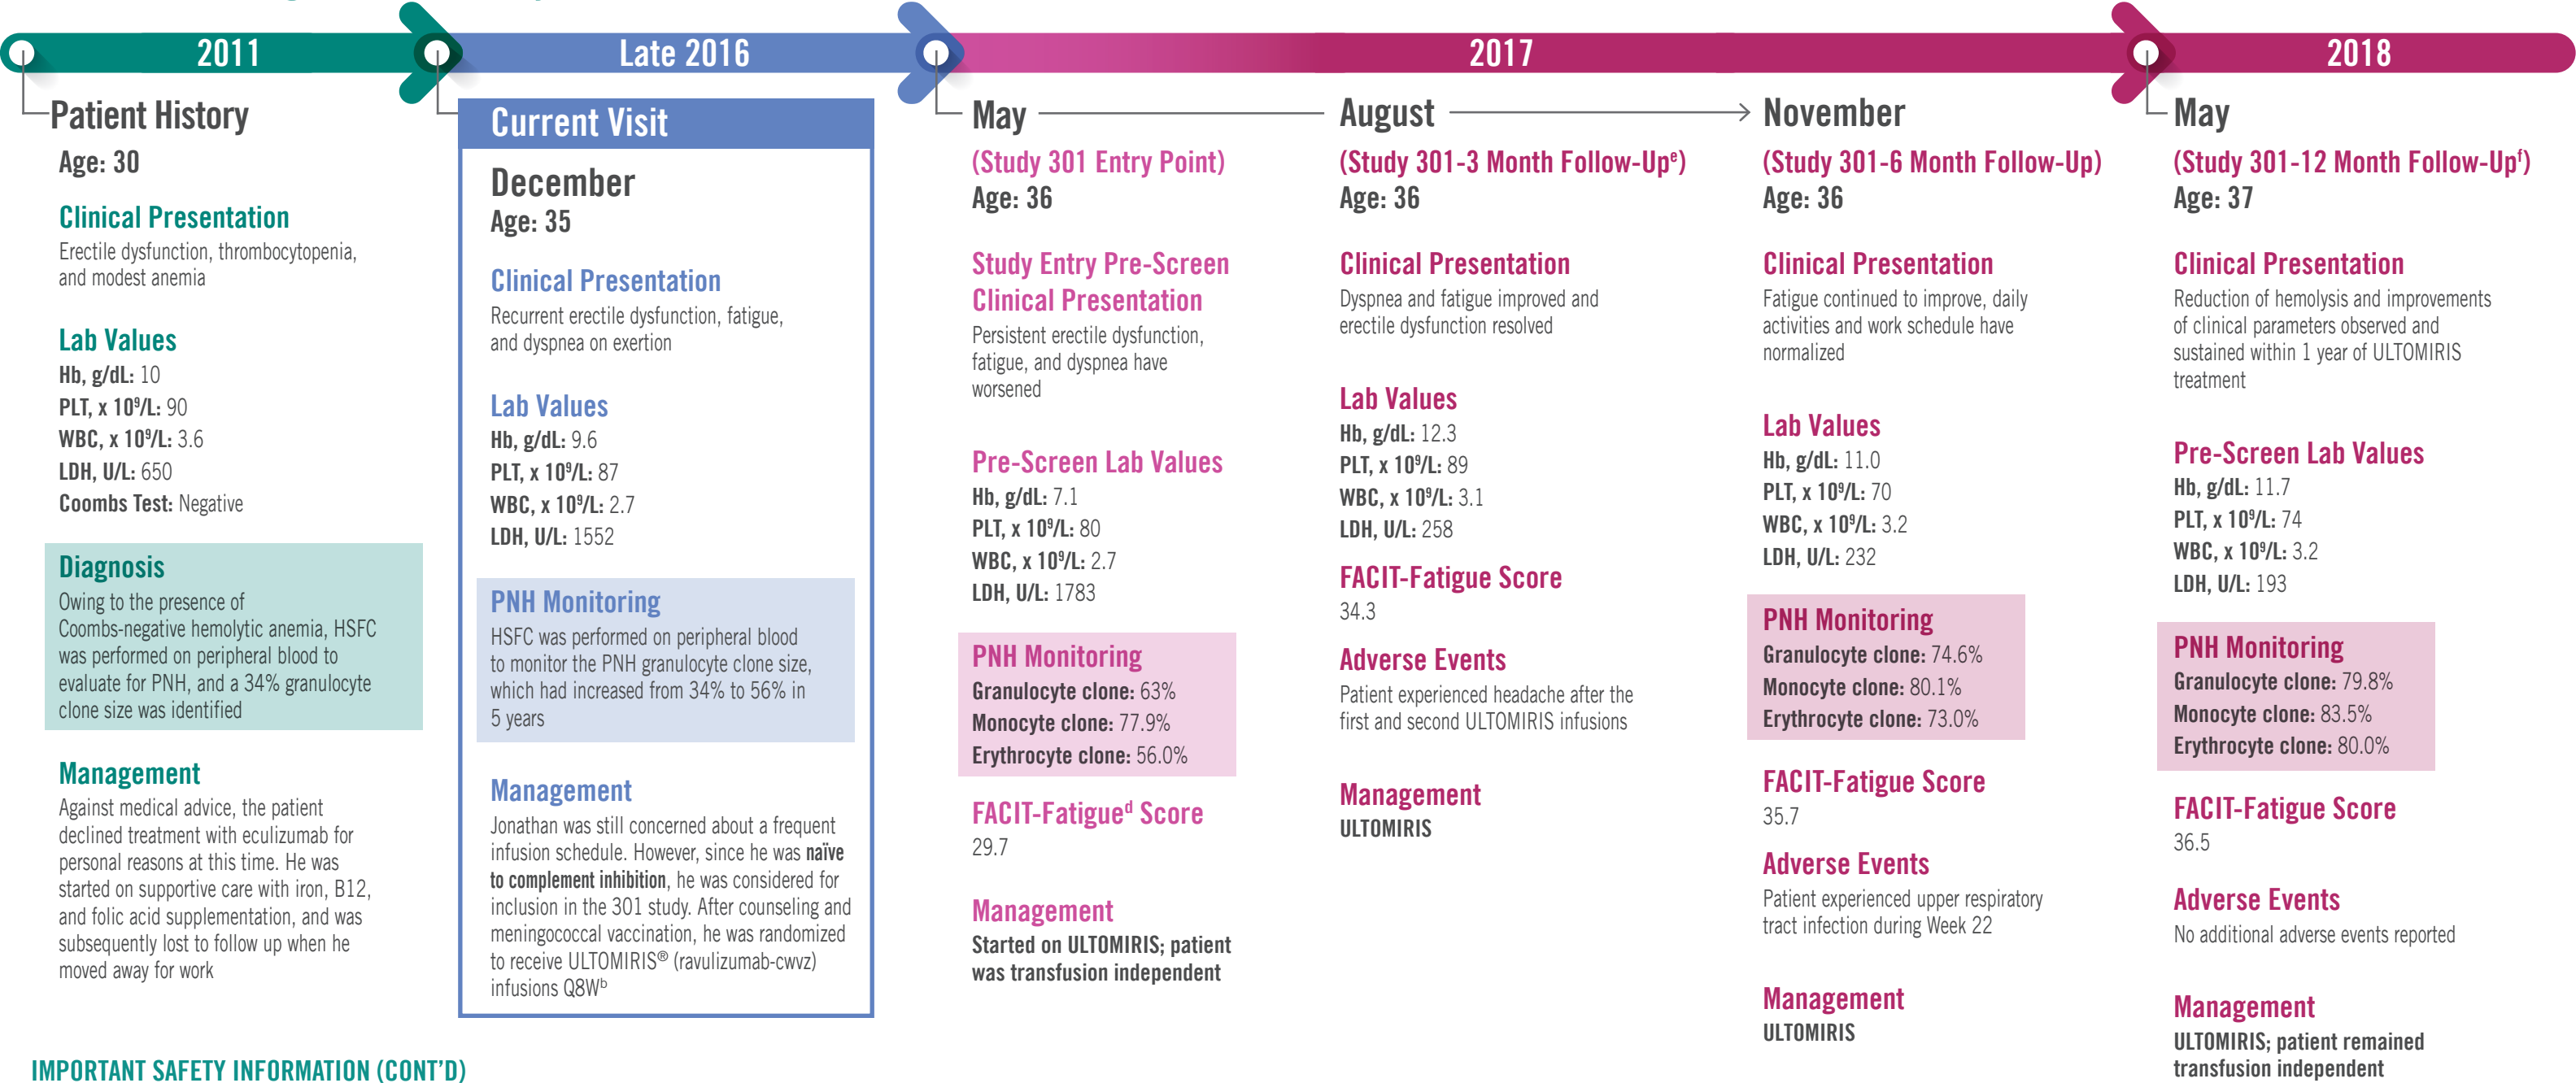 2011
Late 2016
2017
2018
Patient History
Age: 30
Clinical Presentation
Erectile dysfunction, thrombocytopenia,
and modest anemia
Lab Values
Hb, g/dL: 10
PLT, x 10⁹/L: 90
WBC, x 10⁹/L: 3.6
LDH, U/L: 650
Coombs Test: Negative
Diagnosis
Owing to the presence of
Coombs-negative hemolytic anemia, HSFC
was performed on peripheral blood to
evaluate for PNH, and a 34% granulocyte
clone size was identified
Management
Against medical advice, the patient
declined treatment with eculizumab for
personal reasons at this time. He was
started on supportive care with iron, B12,
and folic acid supplementation, and was
subsequently lost to follow up when he
moved away for work
Current Visit
December
Age: 35
Clinical Presentation
Recurrent erectile dysfunction, fatigue,
and dyspnea on exertion
Lab Values
Hb, g/dL: 9.6
PLT, x 10⁹/L: 87
WBC, x 10⁹/L: 2.7
LDH, U/L: 1552
PNH Monitoring
HSFC was performed on peripheral blood
to monitor the PNH granulocyte clone size,
which had increased from 34% to 56% in
5 years
Management
Jonathan was still concerned about a frequent
infusion schedule. However, since he was naïve
to complement inhibition, he was considered for
inclusion in the 301 study. After counseling and
meningococcal vaccination, he was randomized
to receive ULTOMIRIS® (ravulizumab-cwvz)
infusions Q8Wᵇ
May
(Study 301 Entry Point)
Age: 36
Study Entry Pre-Screen
Clinical Presentation
Persistent erectile dysfunction,
fatigue, and dyspnea have
worsened
Pre-Screen Lab Values
Hb, g/dL: 7.1
PLT, x 10⁹/L: 80
WBC, x 10⁹/L: 2.7
LDH, U/L: 1783
PNH Monitoring
Granulocyte clone: 63%
Monocyte clone: 77.9%
Erythrocyte clone: 56.0%
FACIT-Fatigueᵈ Score
29.7
Management
Started on ULTOMIRIS; patient
was transfusion independent
August
(Study 301-3 Month Follow-Upᵉ)
Age: 36
Clinical Presentation
Dyspnea and fatigue improved and
erectile dysfunction resolved
Lab Values
Hb, g/dL: 12.3
PLT, x 10⁹/L: 89
WBC, x 10⁹/L: 3.1
LDH, U/L: 258
FACIT-Fatigue Score
34.3
Adverse Events
Patient experienced headache after the
first and second ULTOMIRIS infusions
Management
ULTOMIRIS
November
(Study 301-6 Month Follow-Up)
Age: 36
Clinical Presentation
Fatigue continued to improve, daily
activities and work schedule have
normalized
Lab Values
Hb, g/dL: 11.0
PLT, x 10⁹/L: 70
WBC, x 10⁹/L: 3.2
LDH, U/L: 232
PNH Monitoring
Granulocyte clone: 74.6%
Monocyte clone: 80.1%
Erythrocyte clone: 73.0%
FACIT-Fatigue Score
35.7
Adverse Events
Patient experienced upper respiratory
tract infection during Week 22
Management
ULTOMIRIS
May
(Study 301-12 Month Follow-Upᶠ)
Age: 37
Clinical Presentation
Reduction of hemolysis and improvements
of clinical parameters observed and
sustained within 1 year of ULTOMIRIS
treatment
Pre-Screen Lab Values
Hb, g/dL: 11.7
PLT, x 10⁹/L: 74
WBC, x 10⁹/L: 3.2
LDH, U/L: 193
PNH Monitoring
Granulocyte clone: 79.8%
Monocyte clone: 83.5%
Erythrocyte clone: 80.0%
FACIT-Fatigue Score
36.5
Adverse Events
No additional adverse events reported
Management
ULTOMIRIS; patient remained
transfusion independent
IMPORTANT SAFETY INFORMATION (CONT'D)